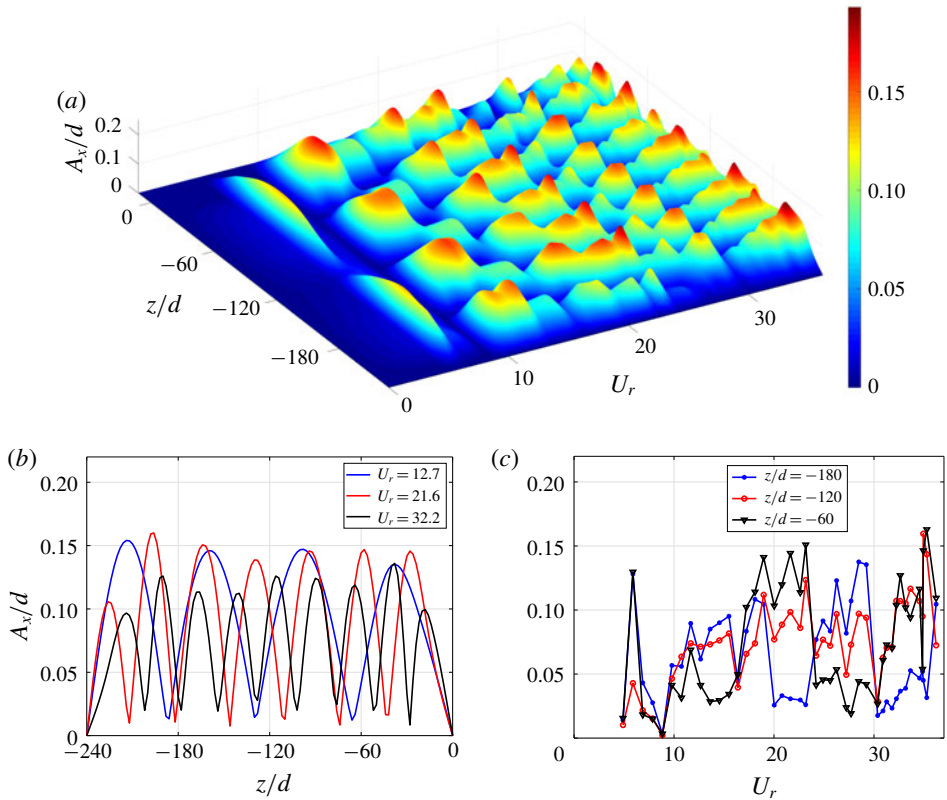 (a)
A_x/d
0.2
0.1
0
0
−60
−120
−180
z/d
0
10
20
30
U_r
0.15
0.10
0.05
0
(b)
0.20
0.15
0.10
0.05
0
A_x/d
U_r = 12.7
U_r = 21.6
U_r = 32.2
−240
−180
−120
−60
0
z/d
(c)
0.20
0.15
0.10
0.05
0
z/d = −180
z/d = −120
z/d = −60
10
20
30
U_r